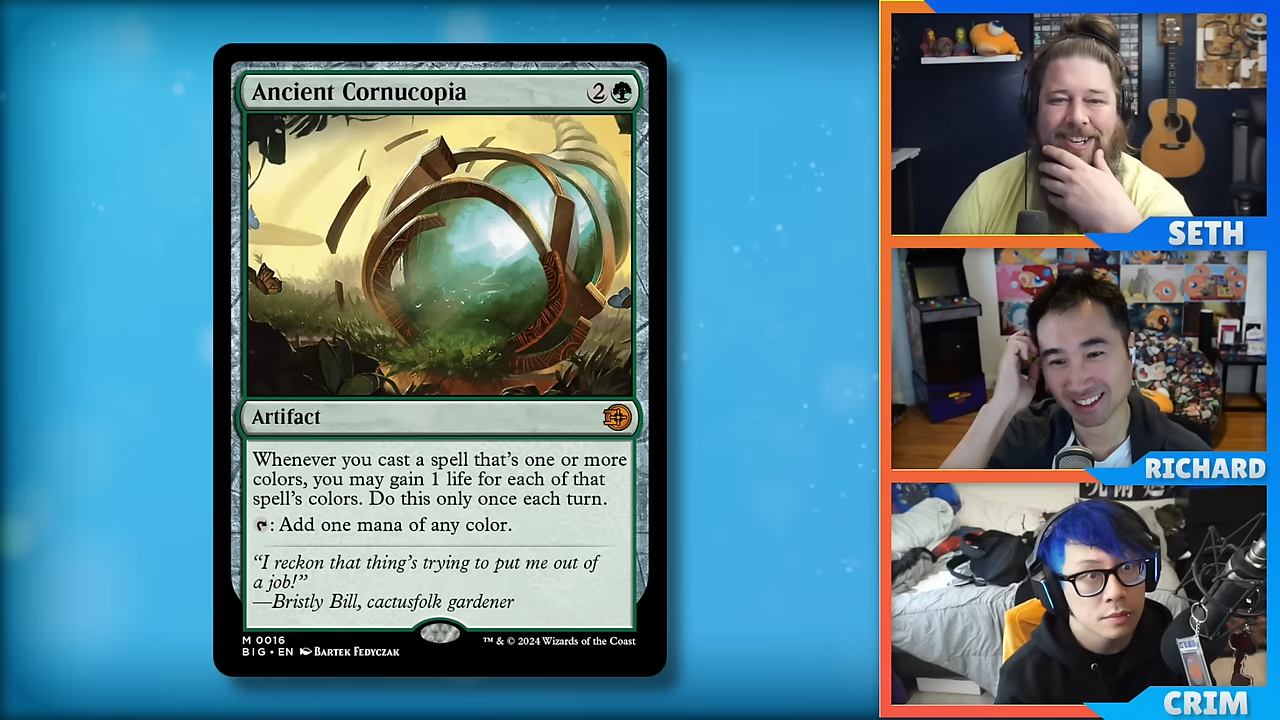 Ancient Cornucopia
2
Artifact
Whenever you cast a spell that's one or more
colors, you may gain 1 life for each of that
spell's colors. Do this only once each turn.
: Add one mana of any color.
"I reckon that thing's trying to put me out of
a job!"
—Bristly Bill, cactusfolk gardener
M 0016
BIG • EN Bartek Fedyczak
™ & © 2024 Wizards of the Coast
SETH
RICHARD
CRIM